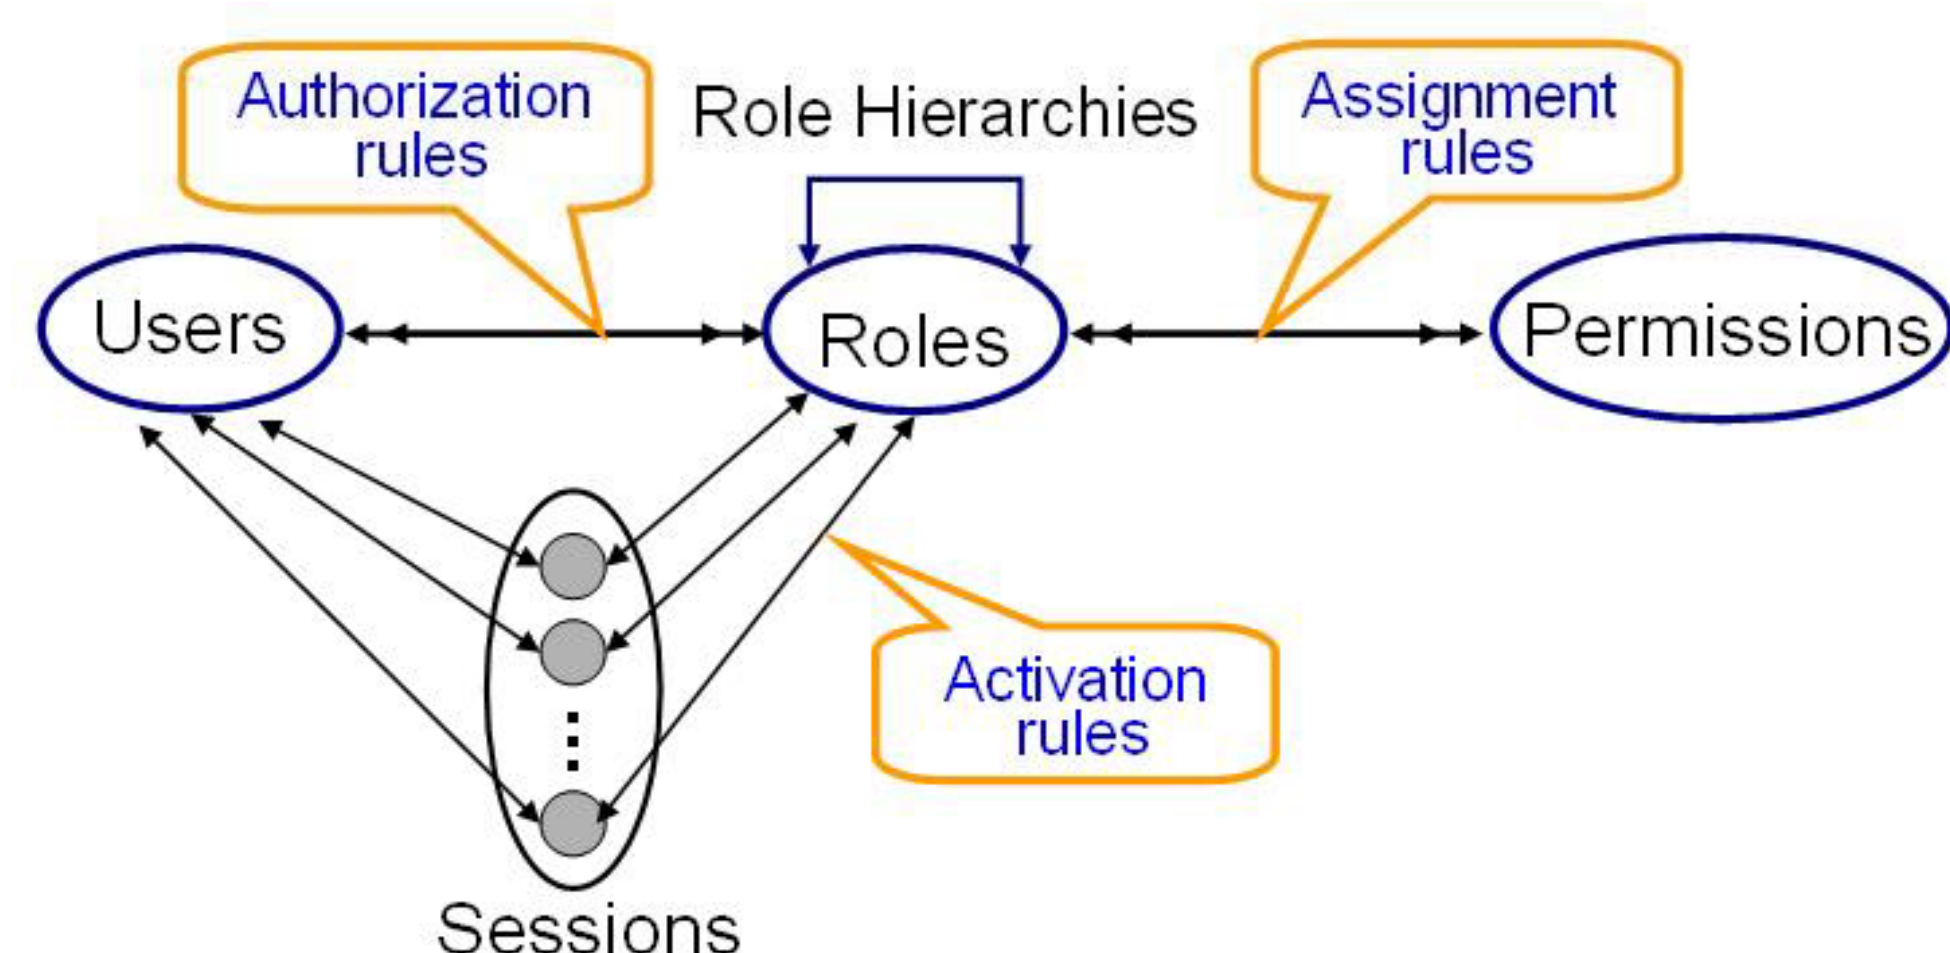 Authorization
rules
Role Hierarchies
Assignment
rules
Users
Roles
Permissions
Activation
rules
Sessions